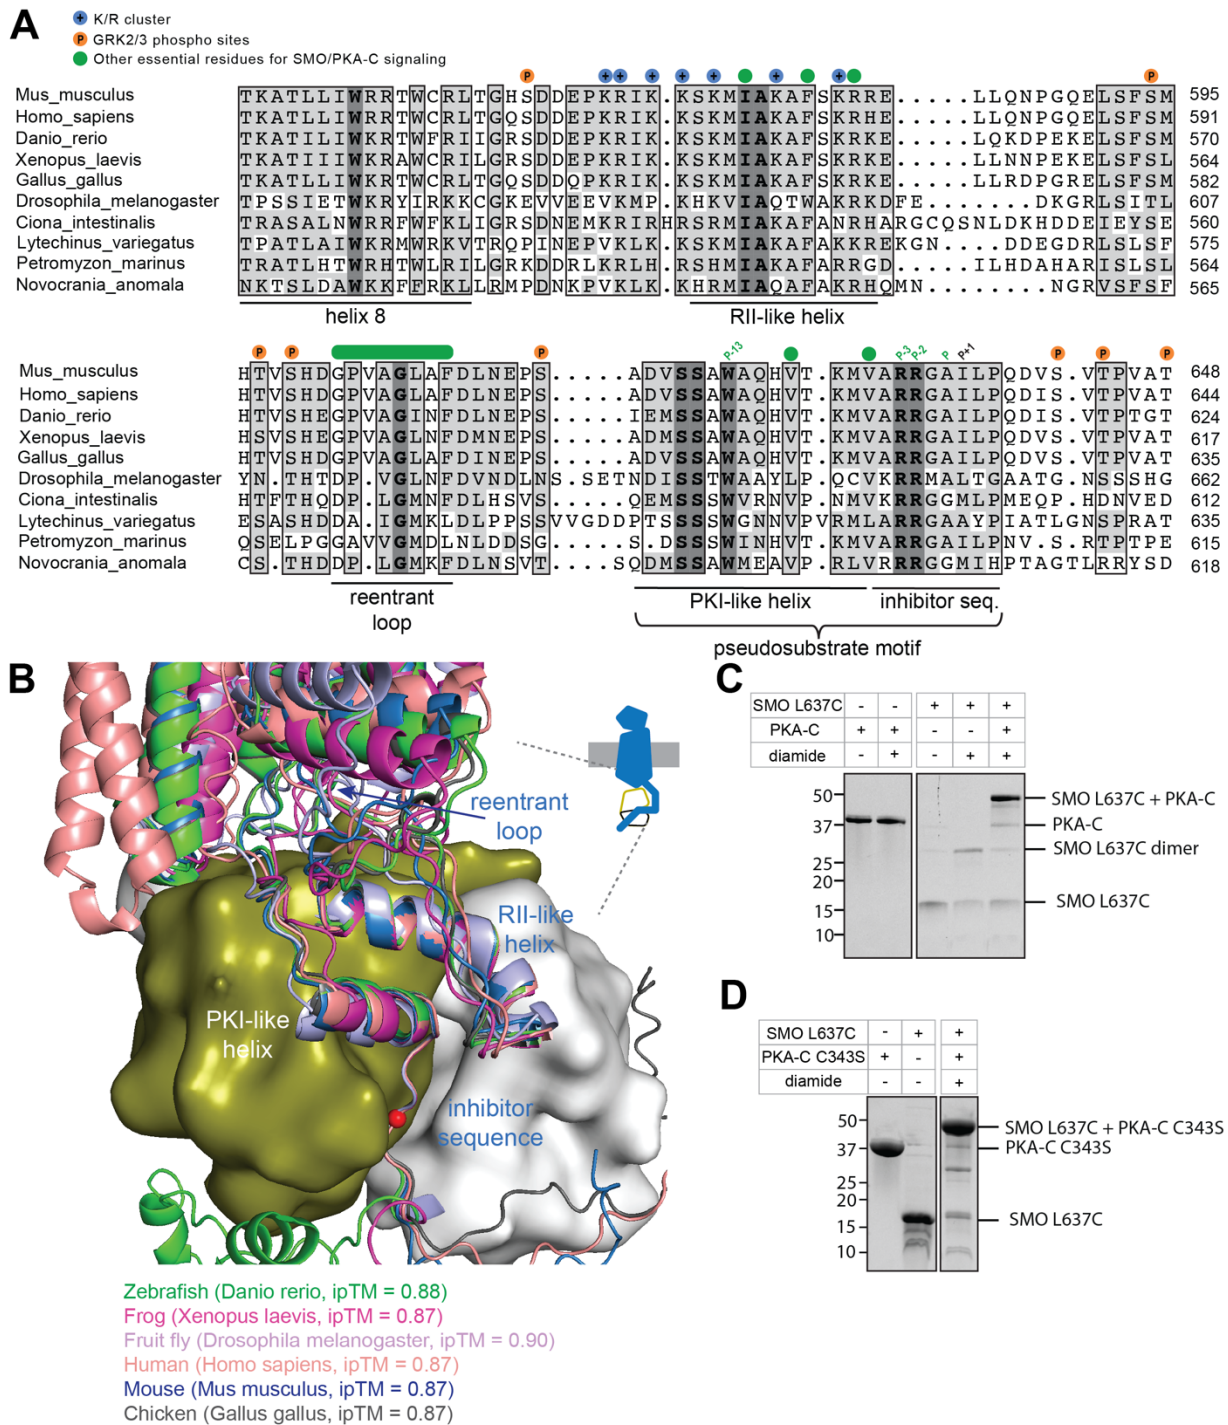 A
+ K/R cluster
P GRK2/3 phospho sites
Other essential residues for SMO/PKA-C signaling
P + + + + + + + P
Mus_musculus TKATLLIWRRTWCRLTGHSDDEPKRIK.KSKMIAKAFSKRRE.....LLQNPGQELSFSM 595
Homo_sapiens TKATLLIWRRTWCRLTGQSDDEPKRIK.KSKMIAKAFSKRHE.....LLQNPGQELSFSM 591
Danio_rerio TKATIIIWKRTWFRLIGRSDDEPKRIK.KSKMIAKAFSKRKE.....LQKDPEKELSFSM 570
Xenopus_laevis TKATIIIWKRAWCRILGRSDDEPKRIK.KSKMIAKAFSKRKE.....LLNNPEKELSFSM 564
Gallus_gallus TKATLLIWKRTWCRLTGQSDDQPKRIK.KSKMIAKAFSKRKE.....LLRDPGRELSFSM 582
Drosophila_melanogaster TPSSIETWKRYIRKKCGKEVVEEVKMP.KHKVIAQTWAKRKDFE.....DKGRLSITL 607
Ciona_intestinalis TRASALNWRRFWFKLIGRSDNEMKRIRHRSRMIAKAFANRHARGCQSNLDKHDDEIEKYE 560
Lytechinus_variegatus TPATLAIWKRMWRKVTRQPINEPVKLK.KSKMIAKAFAKKREKGN....DDEGDRLSLSF 575
Petromyzon_marinus TRATLHTWRHTWLRILGRKDDRLKRLH.RSHMIAKAFARRGD.....ILHDAHARISLSL 564
Novocrania_anomala NKTSLDAWKKFFRKLLRMPDNKPVKLK.KSKMIAQAFAKRHQMN.....NGRVSFSF 565
helix 8
RII-like helix
P P P P-13 P-3 P-2 P P+1 P P P
Mus_musculus HTVSHDGPVAGLAFDLNEPS.....ADVSSAWAQHVT.KMVARRGAILPQDVS.VTPVAT 648
Homo_sapiens HTVSHDGPVAGLAFDLNEPS.....ADVSSAWAQHVT.KMVARRGAILPQDIS.VTPVAT 644
Danio_rerio HTVSHEGPVAGINFDLNEPS.....IEMSSAWAQHVT.KMVARRGAILPQDVS.VTPTGT 624
Xenopus_laevis HSVSHEGPVAGLNFDMNEPS.....ADMSSAWAQHVT.KMVARRGAILPQDVS.VTPVAT 617
Gallus_gallus HTVSHDGPVAGINFDINEPS.....ADVSSAWAQHVT.KMVARRGAILPQDVS.VTPVAT 635
Drosophila_melanogaster YN.THTDP.VGLNFDVNDLNS.SETNDISSTWAAYLP.QCVKRRMALTGAATG.NSSSHG 662
Ciona_intestinalis HTFTHQDPVAGMNFDLHSVS.....QEMSSSWVRNVP.NMVKRRGGMLPMEQP.HDNVED 612
Lytechinus_variegatus ESASHDDA.IGMKLDLPPSSVVGDDPTSSSSWGNNVPVRMLARRGAAYPIATLGNSPRAT 635
Petromyzon_marinus QSELPGGAVVGMDLNLDDSG.....S.DSSSWINHVT.KMVARRGAILPQNV.S.RTPTPE 615
Novocrania_anomala CS.THDDP.LGMKFDLNSVT.....SQDMSSKWMEAVP.RLVRRRGGMIHPTAGTLRRYSD 618
reentrant
loop
PKI-like helix
inhibitor seq.
pseudosubstrate motif
B
reentrant
loop
RII-like
helix
PKI-like
helix
inhibitor
sequence
Zebrafish (Danio rerio, ipTM = 0.88)
Frog (Xenopus laevis, ipTM = 0.87)
Fruit fly (Drosophila melanogaster, ipTM = 0.90)
Human (Homo sapiens, ipTM = 0.87)
Mouse (Mus musculus, ipTM = 0.87)
Chicken (Gallus gallus, ipTM = 0.87)
C
SMO L637C - - + + +
PKA-C + + - - +
diamide - + - + +
50 SMO L637C + PKA-C
37 PKA-C
25 SMO L637C dimer
20
15 SMO L637C
10
D
SMO L637C - + +
PKA-C C343S + - +
diamide - - +
50 SMO L637C + PKA-C C343S
37 PKA-C C343S
25
20
15 SMO L637C
10